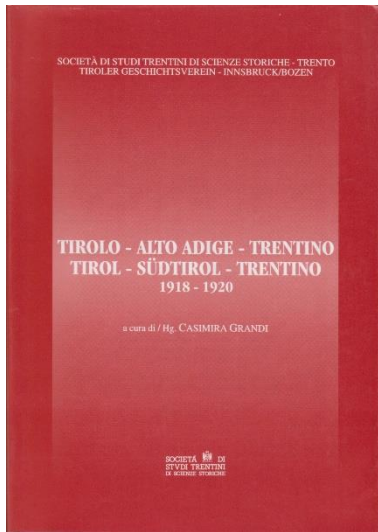 SOCIETÀ DI STUDI TRENTINI DI SCIENZE STORICHE - TRENTO
TIROLER GESCHICHTSVEREIN - INNSBRUCK/BOZEN
TIROLO - ALTO ADIGE - TRENTINO
TIROL - SÜDTIROL - TRENTINO
1918 - 1920
a cura di / Hg. CASIMIRA GRANDI
SOCIETÀ DI
STVDI TRENTINI
DI SCIENZE STORICHE